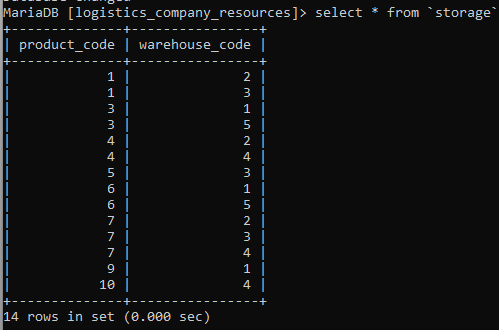 Database changed
MariaDB [logistics_company_resources]> select * from `storage`
+--------------+----------------+
| product_code | warehouse_code |
+--------------+----------------+
|            1 |              2 |
|            1 |              3 |
|            3 |              1 |
|            3 |              5 |
|            4 |              2 |
|            4 |              4 |
|            5 |              3 |
|            6 |              1 |
|            6 |              5 |
|            7 |              2 |
|            7 |              3 |
|            7 |              4 |
|            9 |              1 |
|           10 |              4 |
+--------------+----------------+
14 rows in set (0.000 sec)